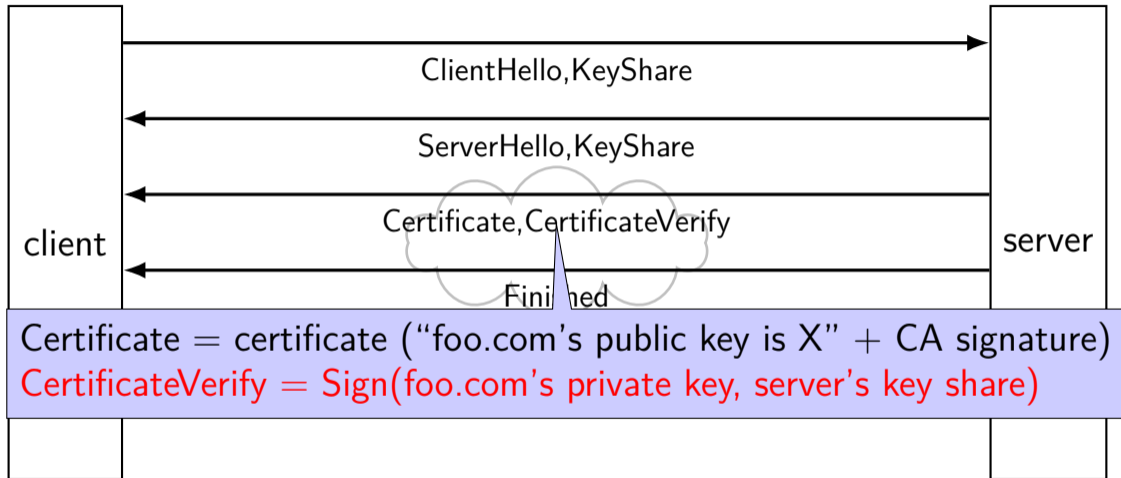 ClientHello,KeyShare
ServerHello,KeyShare
Certificate,CertificateVerify
client
server
Finished
Certificate = certificate (“foo.com’s public key is X” + CA signature)
CertificateVerify = Sign(foo.com’s private key, server’s key share)